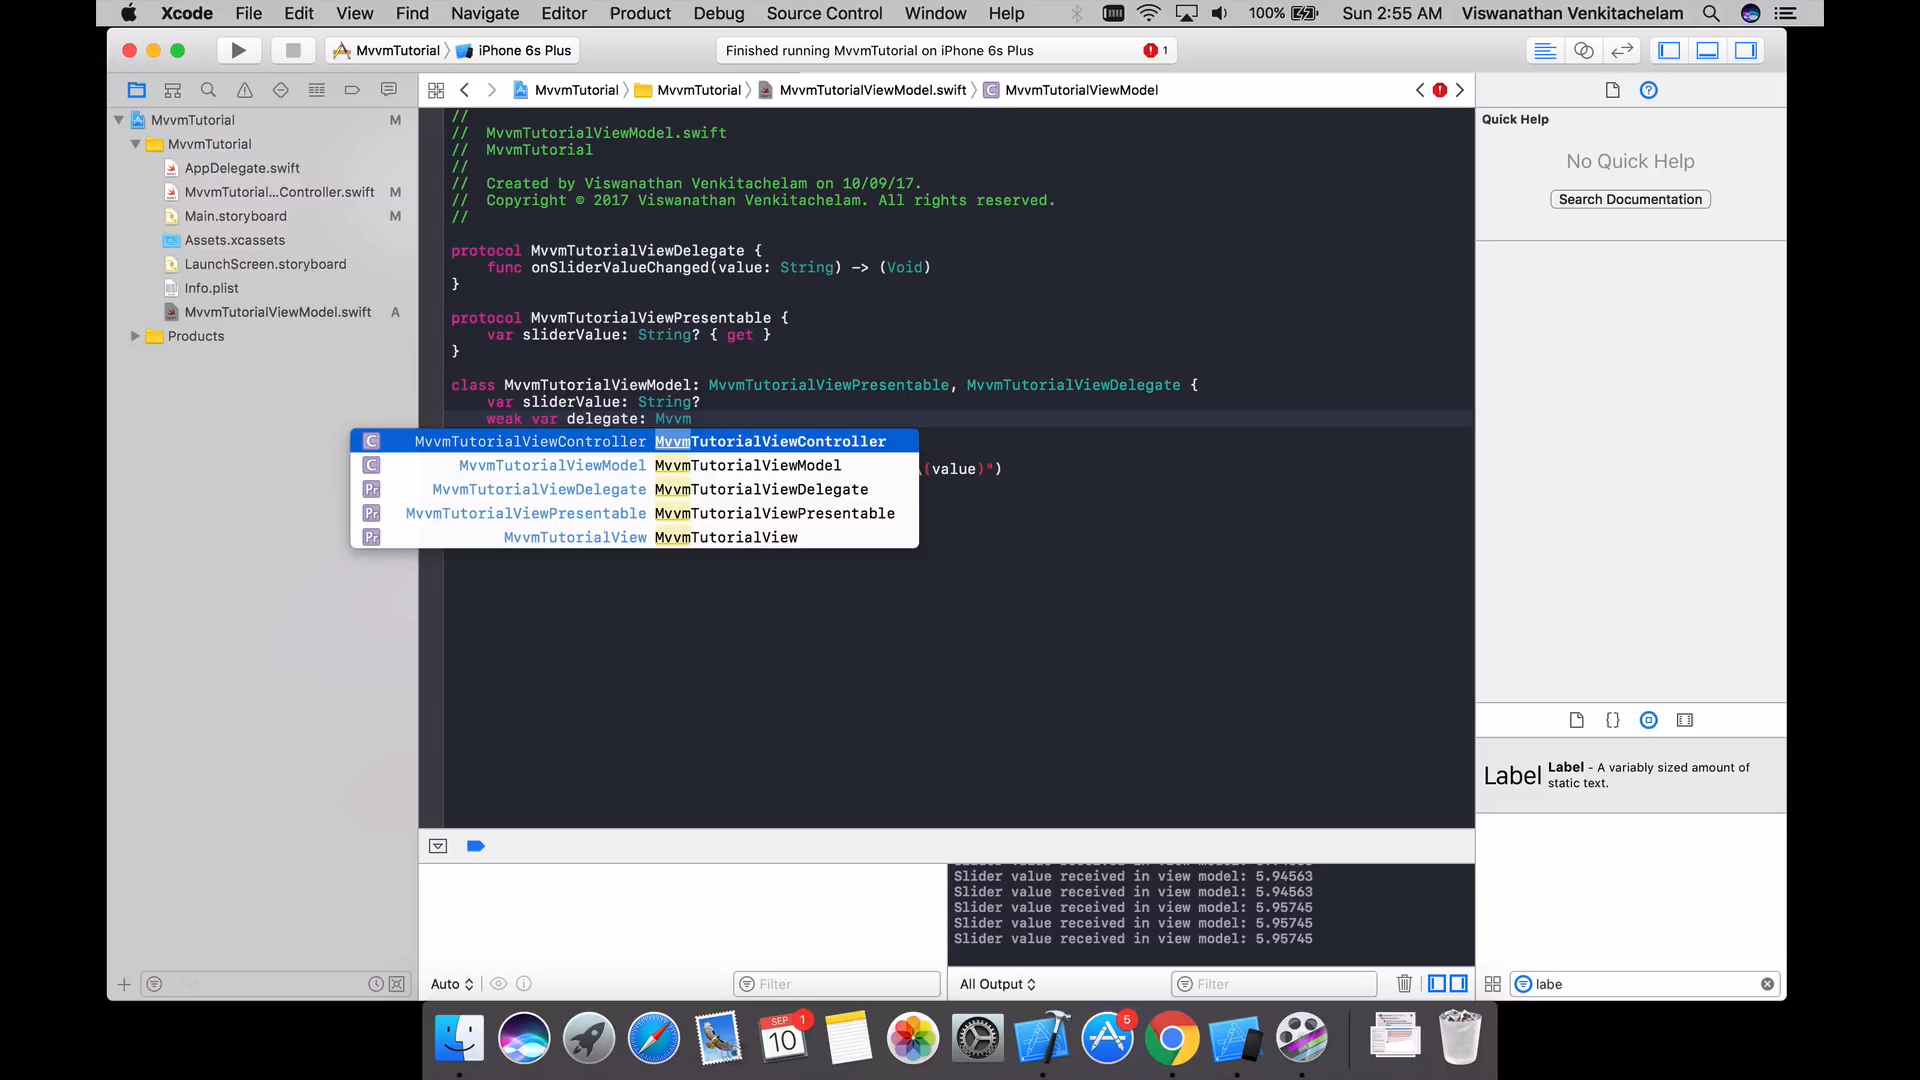 Xcode File Edit View Find Navigate Editor Product Debug Source Control Window Help 100% Sun 2:55 AM Viswanathan Venkitachelam
MvvmTutorial iPhone 6s Plus
Finished running MvvmTutorial on iPhone 6s Plus
1
MvvmTutorial MvvmTutorial MvvmTutorialViewModel.swift C MvvmTutorialViewModel
MvvmTutorial M
MvvmTutorial
AppDelegate.swift
MvvmTutorial...Controller.swift M
Main.storyboard M
Assets.xcassets
LaunchScreen.storyboard
Info.plist
MvvmTutorialViewModel.swift A
Products
//
// MvvmTutorialViewModel.swift
// MvvmTutorial
//
// Created by Viswanathan Venkitachelam on 10/09/17.
// Copyright © 2017 Viswanathan Venkitachelam. All rights reserved.
//
protocol MvvmTutorialViewDelegate {
func onSliderValueChanged(value: String) -> (Void)
}
protocol MvvmTutorialViewPresentable {
var sliderValue: String? { get }
}
class MvvmTutorialViewModel: MvvmTutorialViewPresentable, MvvmTutorialViewDelegate {
var sliderValue: String?
weak var delegate: Mvvm
C MvvmTutorialViewController MvvmTutorialViewController
C MvvmTutorialViewModel MvvmTutorialViewModel
Pr MvvmTutorialViewDelegate MvvmTutorialViewDelegate
Pr MvvmTutorialViewPresentable MvvmTutorialViewPresentable
Pr MvvmTutorialView MvvmTutorialView
(value)")
Quick Help
No Quick Help
Search Documentation
Label
Label - A variably sized amount of
static text.
Slider value received in view model: 5.94563
Slider value received in view model: 5.94563
Slider value received in view model: 5.95745
Slider value received in view model: 5.95745
Slider value received in view model: 5.95745
Auto
Filter
All Output
Filter
labe
SEP
10
1
5